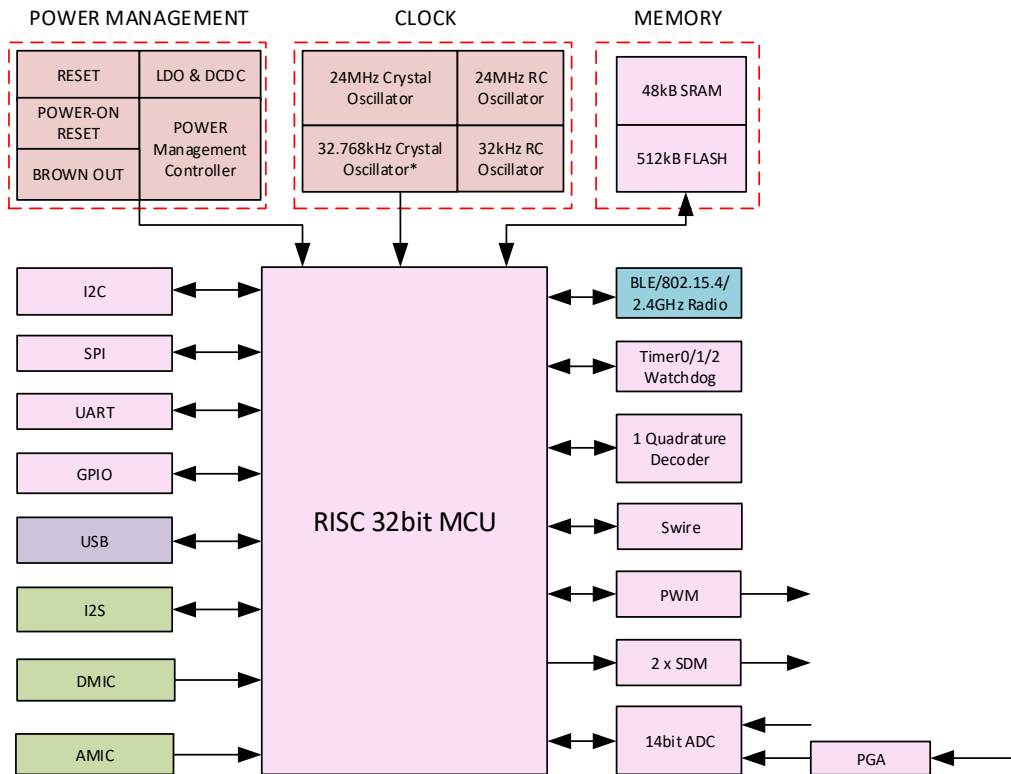 POWER MANAGEMENT
CLOCK
MEMORY
RESET
LDO & DCDC
POWER-ON
RESET
POWER
Management
Controller
BROWN OUT
24MHz Crystal
Oscillator
24MHz RC
Oscillator
32.768kHz Crystal
Oscillator*
32kHz RC
Oscillator
48kB SRAM
512kB FLASH
I2C
SPI
UART
GPIO
USB
I2S
DMIC
AMIC
RISC 32bit MCU
BLE/802.15.4/
2.4GHz Radio
Timer0/1/2
Watchdog
1 Quadrature
Decoder
Swire
PWM
2 x SDM
14bit ADC
PGA